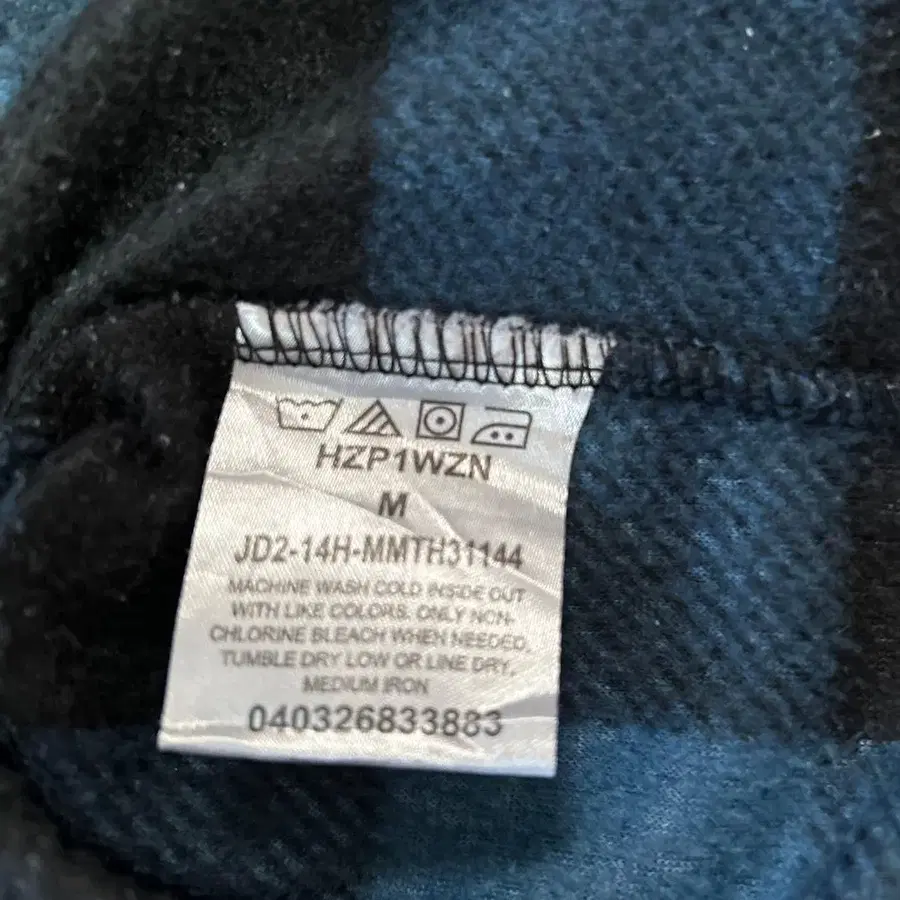 HZP1WZN
M
JD2-14H-MMTH31144
MACHINE WASH COLD INSIDE OUT
WITH LIKE COLORS. ONLY NON-
CHLORINE BLEACH WHEN NEEDED.
TUMBLE DRY LOW OR LINE DRY.
MEDIUM IRON
040326833883